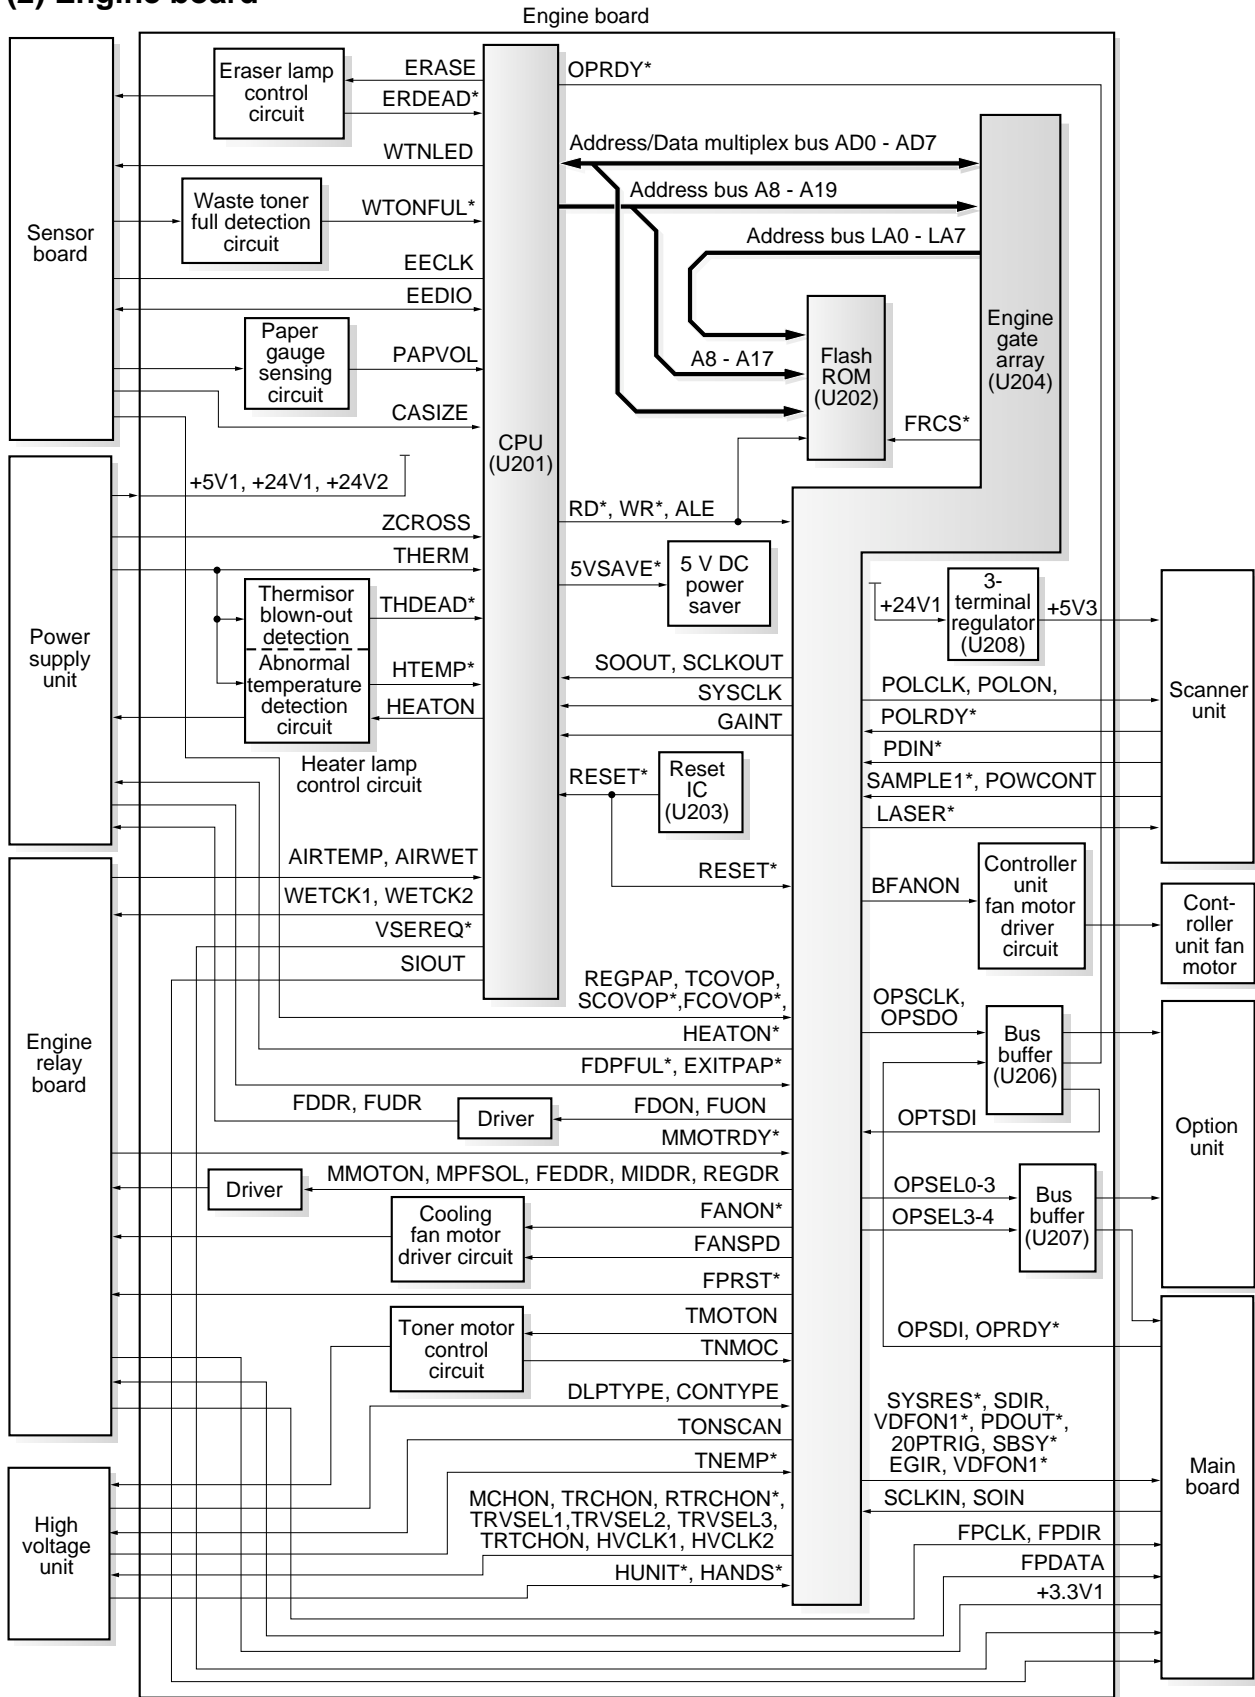 (2) Engine board
Engine board
Sensor
board
Eraser lamp
control
circuit
ERASE
ERDEAD*
OPRDY*
WTNLED
Waste toner
full detection
circuit
WTONFUL*
EECLK
EEDIO
Paper
gauge
sensing
circuit
PAPVOL
CASIZE
CPU
(U201)
Address/Data multiplex bus AD0 - AD7
Address bus A8 - A19
Address bus LA0 - LA7
A8 - A17
Flash
ROM
(U202)
Engine
gate
array
(U204)
FRCS*
Power
supply
unit
+5V1, +24V1, +24V2
ZCROSS
THERM
Thermisor
blown-out
detection
THDEAD*
Abnormal
temperature
detection
circuit
HTEMP*
HEATON
Heater lamp
control circuit
RD*, WR*, ALE
5VSAVE*
5 V DC
power
saver
SOOUT, SCLKOUT
SYSCLK
GAINT
RESET*
Reset
IC
(U203)
RESET*
+24V1
3-
terminal
regulator
(U208)
+5V3
Scanner
unit
POLCLK, POLON,
POLRDY*
PDIN*
SAMPLE1*, POWCONT
LASER*
BFANON
Controller
unit
fan motor
driver
circuit
Cont-
roller
unit fan
motor
Engine
relay
board
AIRTEMP, AIRWET
WETCK1, WETCK2
VSEREQ*
SIOUT
REGPAP, TCOVOP,
SCOVOP*,FCOVOP*,
HEATON*
FDPFUL*, EXITPAP*
FDDR, FUDR
Driver
FDON, FUON
MMOTRDY*
Driver
MMOTON, MPFSOL, FEDDR, MIDDR, REGDR
Cooling
fan motor
driver circuit
FANON*
FANSPD
FPRST*
Toner motor
control
circuit
TMOTON
TNMOC
DLPTYPE, CONTYPE
TONSCAN
TNEMP*
OPSCLK,
OPSDO
Bus
buffer
(U206)
OPTSDI
Option
unit
OPSEL0-3
OPSEL3-4
Bus
buffer
(U207)
OPSDI, OPRDY*
SYSRES*, SDIR,
VDFON1*, PDOUT*,
20PTRIG, SBSY*
EGIR, VDFON1*
SCLKIN, SOIN
Main
board
High
voltage
unit
MCHON, TRCHON, RTRCHON*,
TRVSEL1,TRVSEL2, TRVSEL3,
TRTCHON, HVCLK1, HVCLK2
HUNIT*, HANDS*
FPCLK, FPDIR
FPDATA
+3.3V1